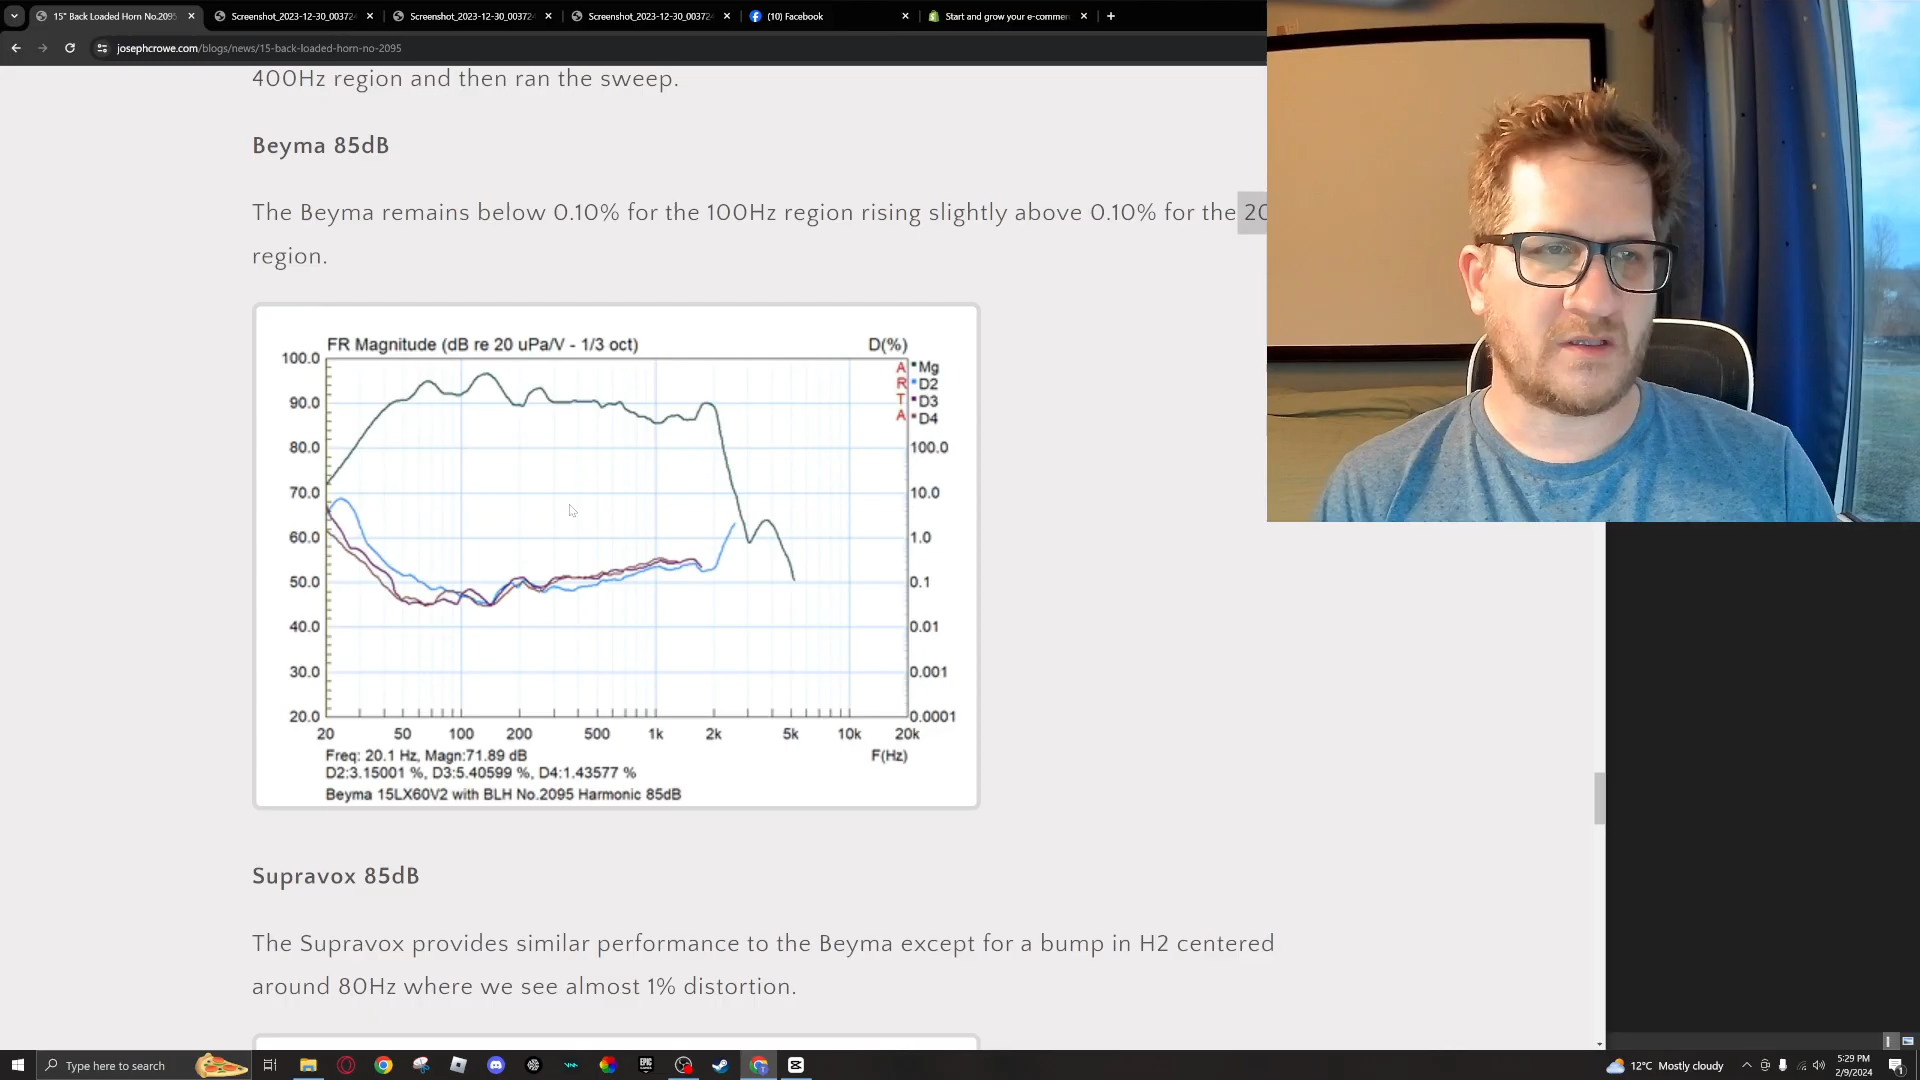 15" Back Loaded Horn No.2095
Screenshot_2023-12-30_00372
Screenshot_2023-12-30_00372
Screenshot_2023-12-30_00372
(10) Facebook
Start and grow your e-commer
josephcrowe.com/blogs/news/15-back-loaded-horn-no-2095
400Hz region and then ran the sweep.
Beyma 85dB
The Beyma remains below 0.10% for the 100Hz region rising slightly above 0.10% for the 20
region.
FR Magnitude (dB re 20 uPa/V - 1/3 oct)
D(%)
100.0
90.0
80.0
70.0
60.0
50.0
40.0
30.0
20.0
A
R
T
A
Mg
D2
D3
D4
100.0
10.0
1.0
0.1
0.01
0.001
0.0001
20 50 100 200 500 1k 2k 5k 10k 20k
Freq: 20.1 Hz, Magn:71.89 dB
F(Hz)
D2:3.15001 %, D3:5.40599 %, D4:1.43577 %
Beyma 15LX60V2 with BLH No.2095 Harmonic 85dB
Supravox 85dB
The Supravox provides similar performance to the Beyma except for a bump in H2 centered
around 80Hz where we see almost 1% distortion.
Type here to search
EPIC
12°C Mostly cloudy
5:29 PM
2/9/2024